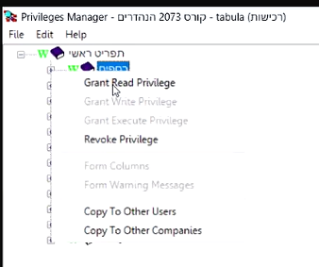 Privileges Manager - קורס 2073 הנהדרים - tabula (רכישות)
File Edit Help
W תפריט ראשי
W כספים
Grant Read Privilege
Grant Write Privilege
Grant Execute Privilege
Revoke Privilege
Form Columns
Form Warning Messages
Copy To Other Users
Copy To Other Companies